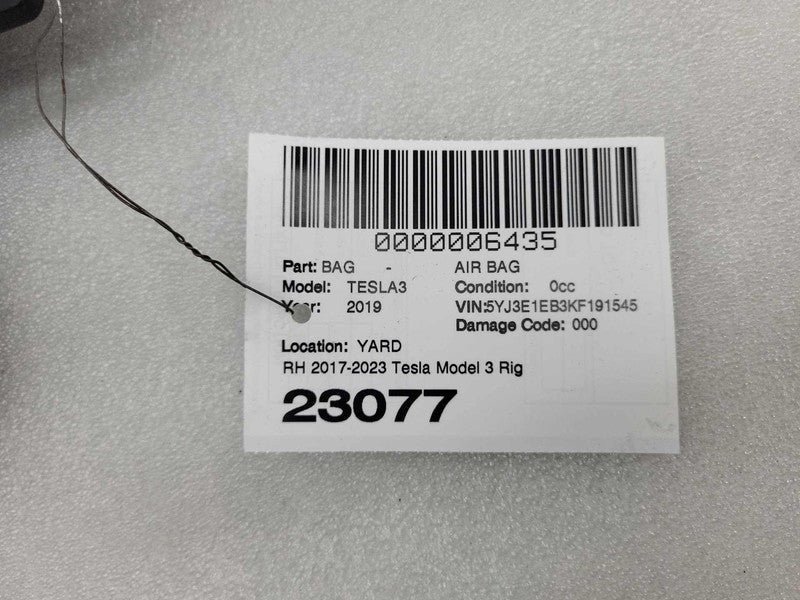 0000006435
Part: BAG - AIR BAG
Model: TESLA3 Condition: 0cc
Year: 2019 VIN:5YJ3E1EB3KF191545
Damage Code: 000
Location: YARD
RH 2017-2023 Tesla Model 3 Rig
23077